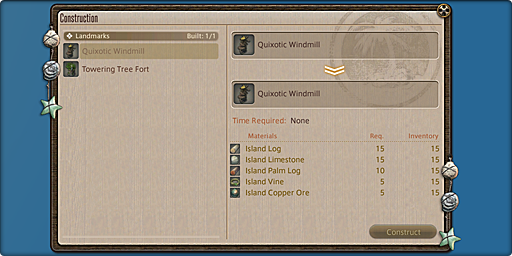 Construction
Landmarks Built: 1/1
Quixotic Windmill
Towering Tree Fort
Quixotic Windmill
Quixotic Windmill
Time Required: None
Materials Req. Inventory
Island Log 15 15
Island Limestone 15 15
Island Palm Log 10 15
Island Vine 5 15
Island Copper Ore 5 15
Construct